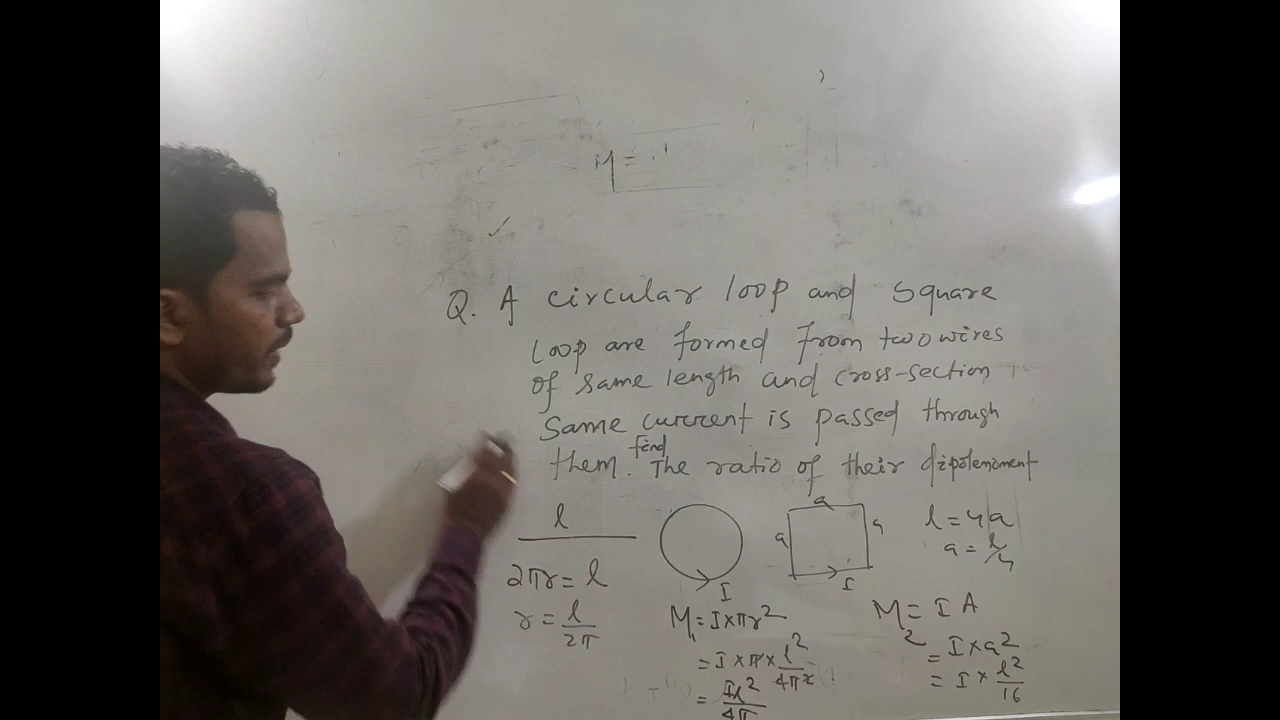 M =
Q. A circular loop and square
loop are formed from two wires
of same length and cross-section
Same current is passed through
them. find The ratio of their dipolemoment
l
2πr = l
r = l/2π
I
M₁ = I×πr²
= I × π × l²/4π²
= Il²/4π
a
a
a
I
l = 4a
a = l/4
M₂ = I A
= I×a²
= I × l²/16